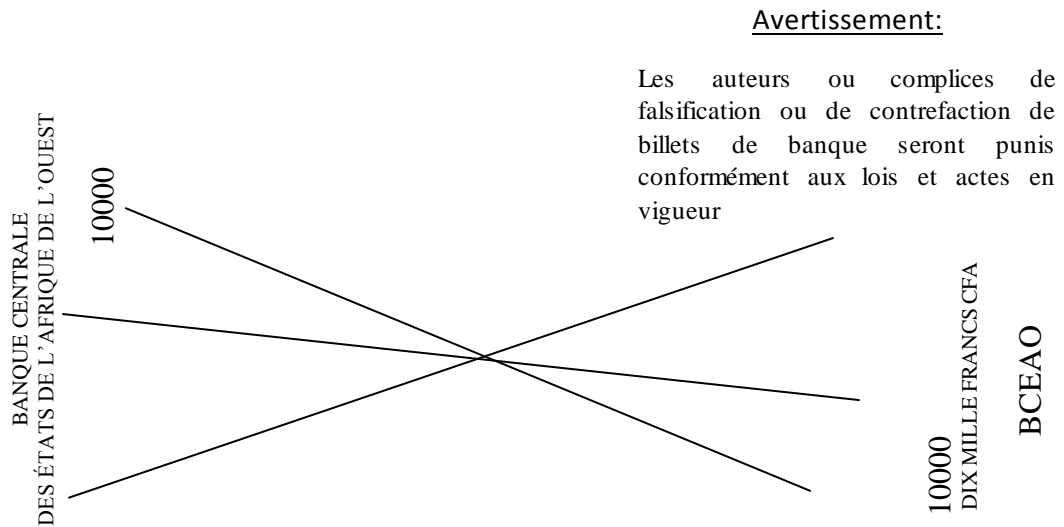 Avertissement:
Les auteurs ou complices de
falsification ou de contrefaction de
billets de banque seront punis
conformément aux lois et actes en
vigueur
BANQUE CENTRALE
DES ÉTATS DE L'AFRIQUE DE L'OUEST
10000
10000
DIX MILLE FRANCS CFA
BCEAO